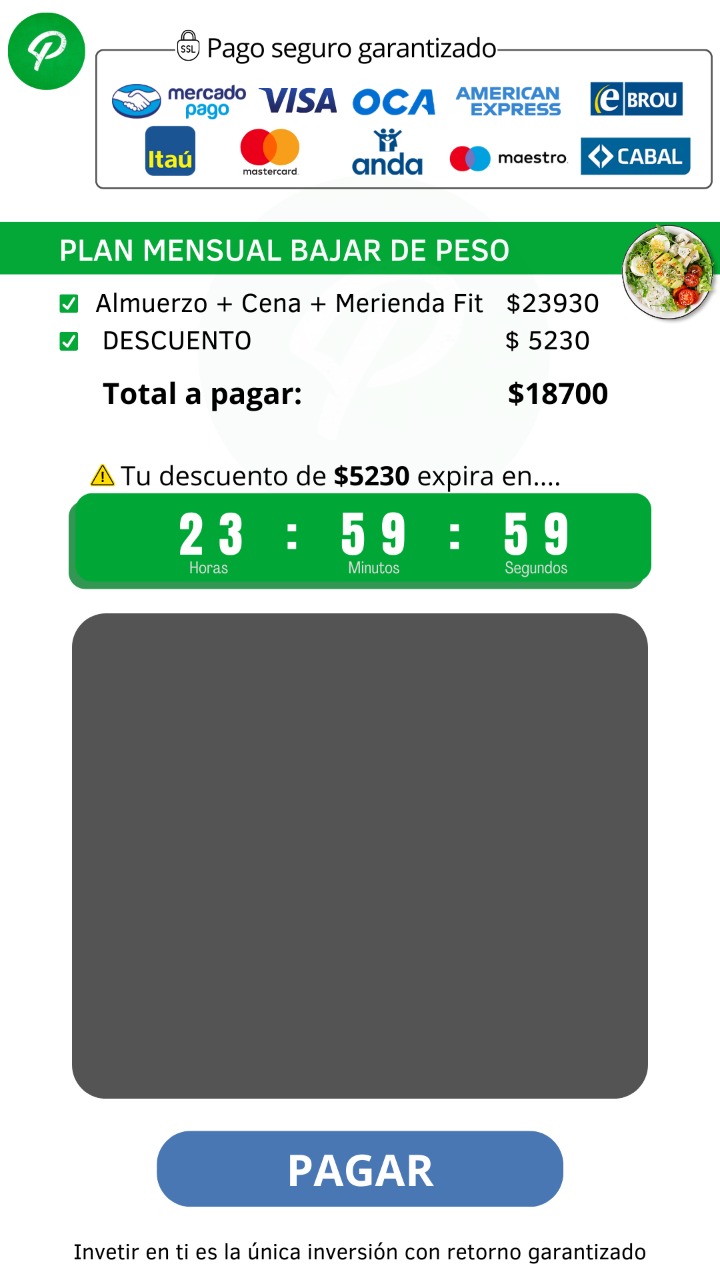 SSL Pago seguro garantizado
mercado pago VISA OCA AMERICAN EXPRESS e BROU
Itaú mastercard anda maestro CABAL
PLAN MENSUAL BAJAR DE PESO
Almuerzo + Cena + Merienda Fit $23930
DESCUENTO $ 5230
Total a pagar: $18700
Tu descuento de $5230 expira en....
23 : 59 : 59
Horas Minutos Segundos
PAGAR
Invetir en ti es la única inversión con retorno garantizado